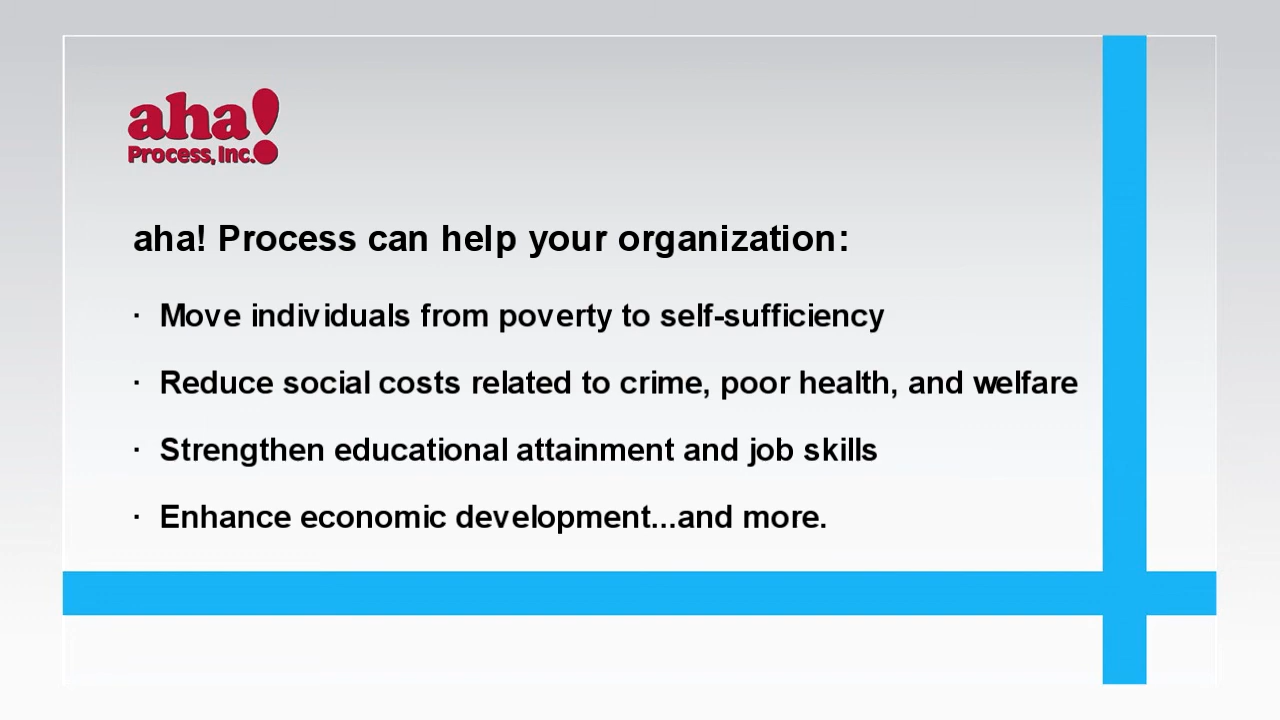 aha!
Process, Inc.
aha! Process can help your organization:
· Move individuals from poverty to self-sufficiency
· Reduce social costs related to crime, poor health, and welfare
· Strengthen educational attainment and job skills
· Enhance economic development...and more.